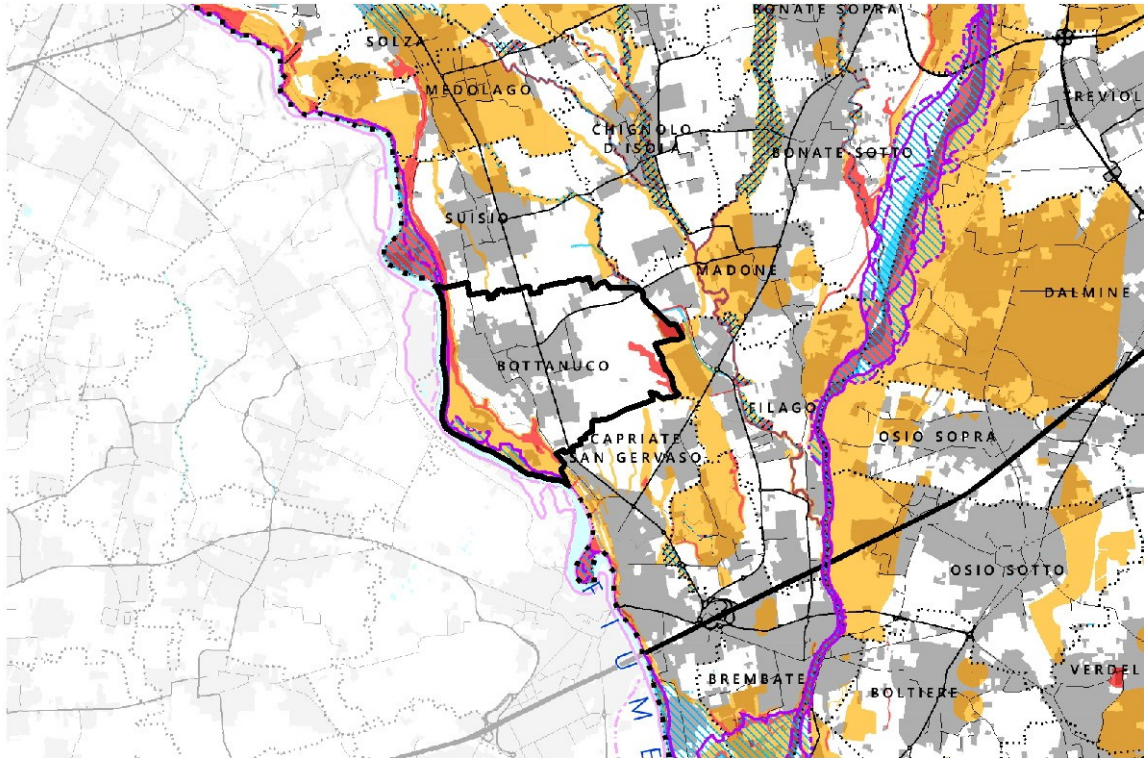 BONATE SOPRA
SOLZA
MEDOLAGO
TREVIOL
CHIGNOLO
D'ISOLA
BONATE SOTTO
SUISIO
MADONE
DALMINE
BOTTANUCO
FILAGO
OSIO SOPRA
CAPRIATE
SAN GERVASO
OSIO SOTTO
FIUME
BREMBATE
BOLTIERE
VERDEL